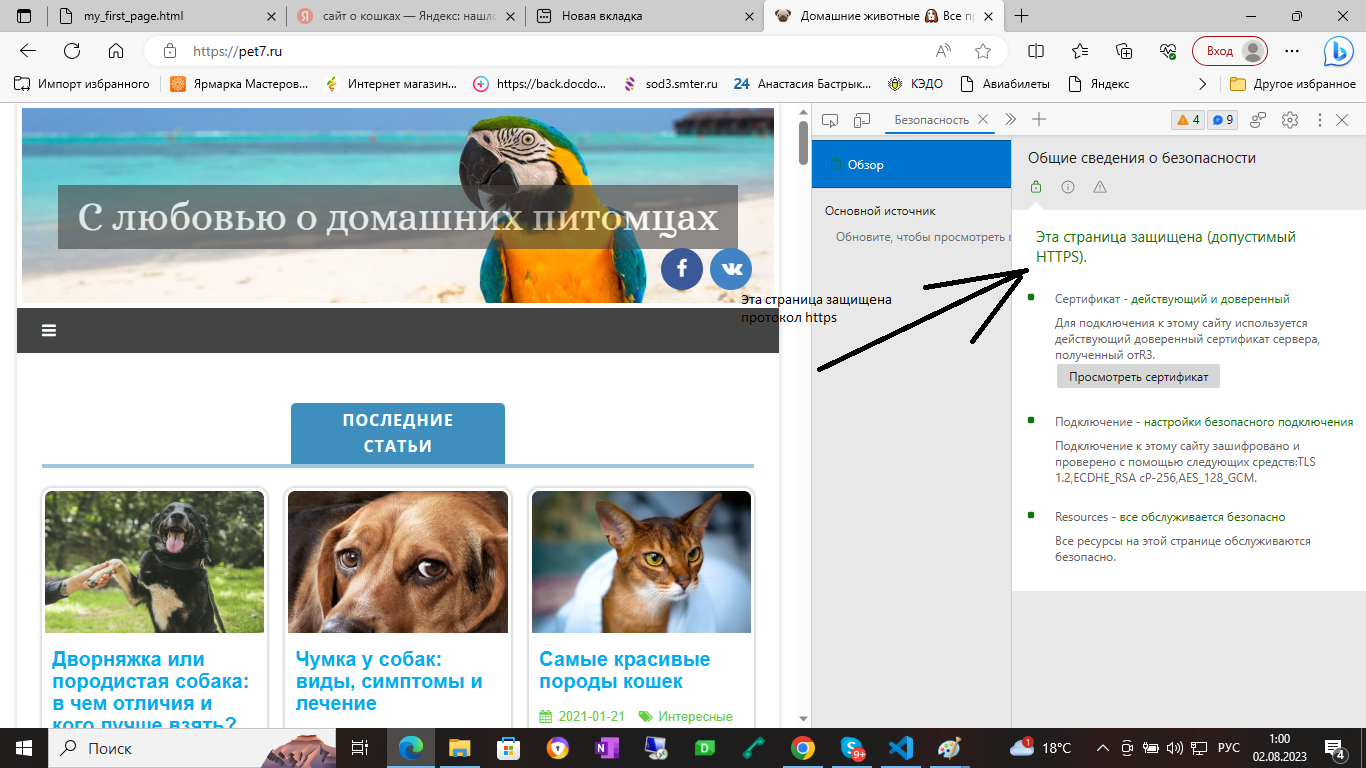 my_first_page.html
сайт о кошках — Яндекс: нашло
Новая вкладка
Домашние животные Все п
https://pet7.ru
Вход
Импорт избранного
Ярмарка Мастеров...
Интернет магазин...
https://back.docdo...
sod3.smter.ru
24 Анастасия Бастрык...
КЭДО
Авиабилеты
Яндекс
Другое избранное
С любовью о домашних питомцах
Безопасность
4
9
Обзор
Основной источник
Обновите, чтобы просмотреть
Общие сведения о безопасности
Эта страница защищена (допустимый
HTTPS).
Сертификат - действующий и доверенный
Для подключения к этому сайту используется
действующий доверенный сертификат сервера,
полученный отR3.
Просмотреть сертификат
Подключение - настройки безопасного подключения
Подключение к этому сайту зашифровано и
проверено с помощью следующих средств:TLS
1.2,ECDHE_RSA сP-256,AES_128_GCM.
Resources - все обслуживается безопасно
Все ресурсы на этой странице обслуживаются
безопасно.
Эта страница защищена
протокол https
ПОСЛЕДНИЕ
СТАТЬИ
Дворняжка или
породистая собака:
в чем отличия и
кого лучше взять?
Чумка у собак:
виды, симптомы и
лечение
Самые красивые
породы кошек
2021-01-21 Интересные
Поиск
9+
1
18°C
РУС
1:00
02.08.2023
4